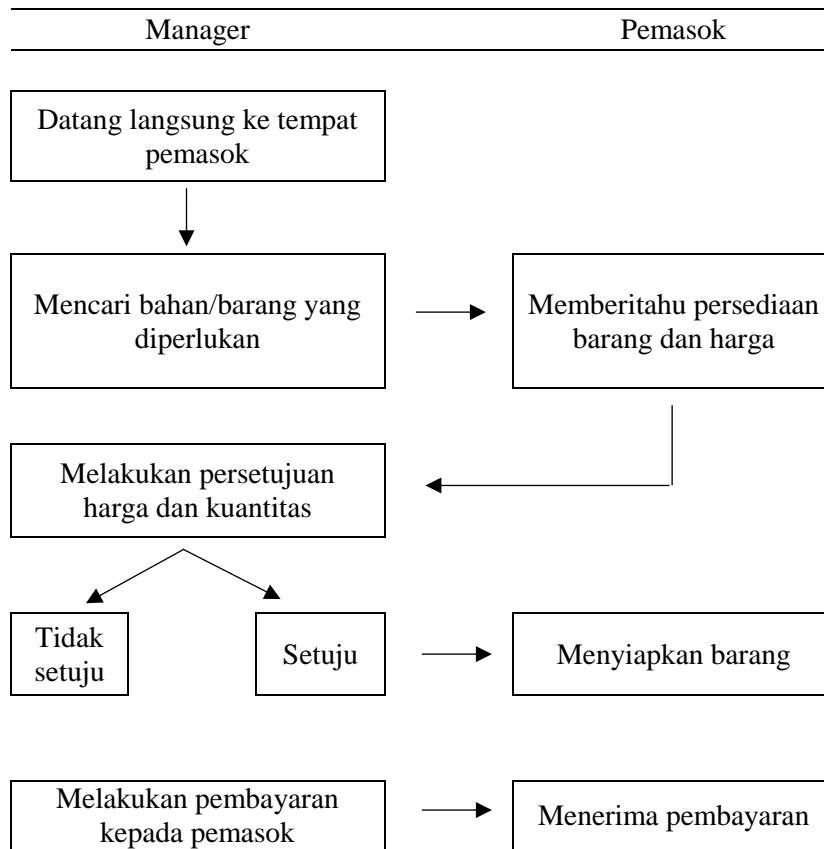 Manager
Pemasok
Datang langsung ke tempat
pemasok
Mencari bahan/barang yang
diperlukan
Memberitahu persediaan
barang dan harga
Melakukan persetujuan
harga dan kuantitas
Tidak
setuju
Setuju
Menyiapkan barang
Melakukan pembayaran
kepada pemasok
Menerima pembayaran